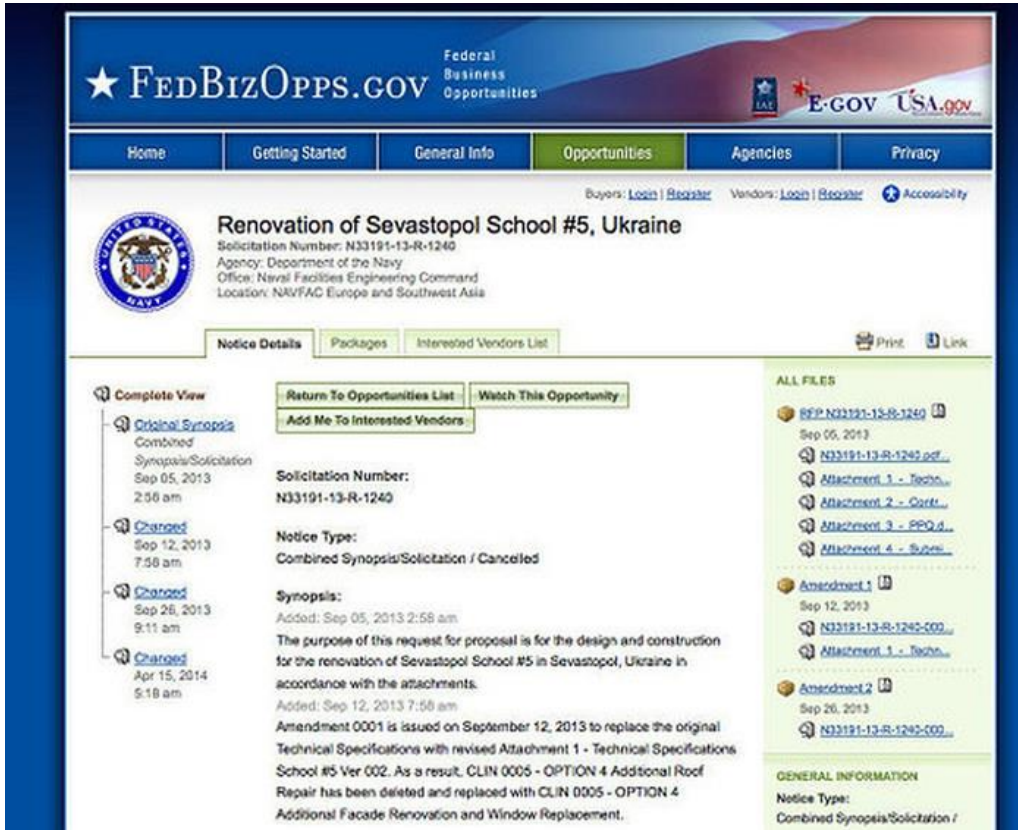 ★ FEDBIZOPPS.GOV
Federal
Business
Opportunities
IAE
E-GOV
USA.gov
Home
Getting Started
General Info
Opportunities
Agencies
Privacy
Buyers: Login | Register
Vendors: Login | Register
Accessibility
UNITED STATES NAVY
Renovation of Sevastopol School #5, Ukraine
Solicitation Number: N33191-13-R-1240
Agency: Department of the Navy
Office: Naval Facilities Engineering Command
Location: NAVFAC Europe and Southwest Asia
Notice Details
Packages
Interested Vendors List
Print
Link
Complete View
Original Synopsis
Combined
Synopsis/Solicitation
Sep 05, 2013
2:58 am
Changed
Sep 12, 2013
7:58 am
Changed
Sep 26, 2013
9:11 am
Changed
Apr 15, 2014
5:18 am
Return To Opportunities List
Watch This Opportunity
Add Me To Interested Vendors
Solicitation Number:
N33191-13-R-1240
Notice Type:
Combined Synopsis/Solicitation / Cancelled
Synopsis:
Added: Sep 05, 2013 2:58 am
The purpose of this request for proposal is for the design and construction
for the renovation of Sevastopol School #5 in Sevastopol, Ukraine in
accordance with the attachments.
Added: Sep 12, 2013 7:58 am
Amendment 0001 is issued on September 12, 2013 to replace the original
Technical Specifications with revised Attachment 1 - Technical Specifications
School #5 Ver 002. As a result, CLIN 0005 - OPTION 4 Additional Roof
Repair has been deleted and replaced with CLIN 0005 - OPTION 4
Additional Facade Renovation and Window Replacement.
ALL FILES
RFP N33191-13-R-1240
Sep 05, 2013
N33191-13-R-1240.pdf...
Attachment 1 - Techn...
Attachment 2 - Contr...
Attachment 3 - PPQ.d...
Attachment 4 - Submi...
Amendment 1
Sep 12, 2013
N33191-13-R-1240-000...
Attachment 1 - Techn...
Amendment 2
Sep 26, 2013
N33191-13-R-1240-000...
GENERAL INFORMATION
Notice Type:
Combined Synopsis/Solicitation /